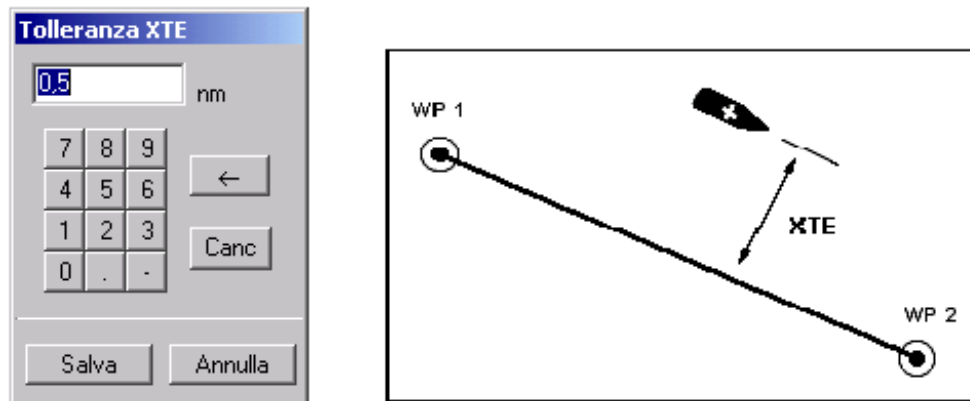 Tolleranza XTE
0,5
nm
7 8 9
←
4 5 6
1 2 3
Canc
0 . -
Salva
Annulla
WP 1
XTE
WP 2